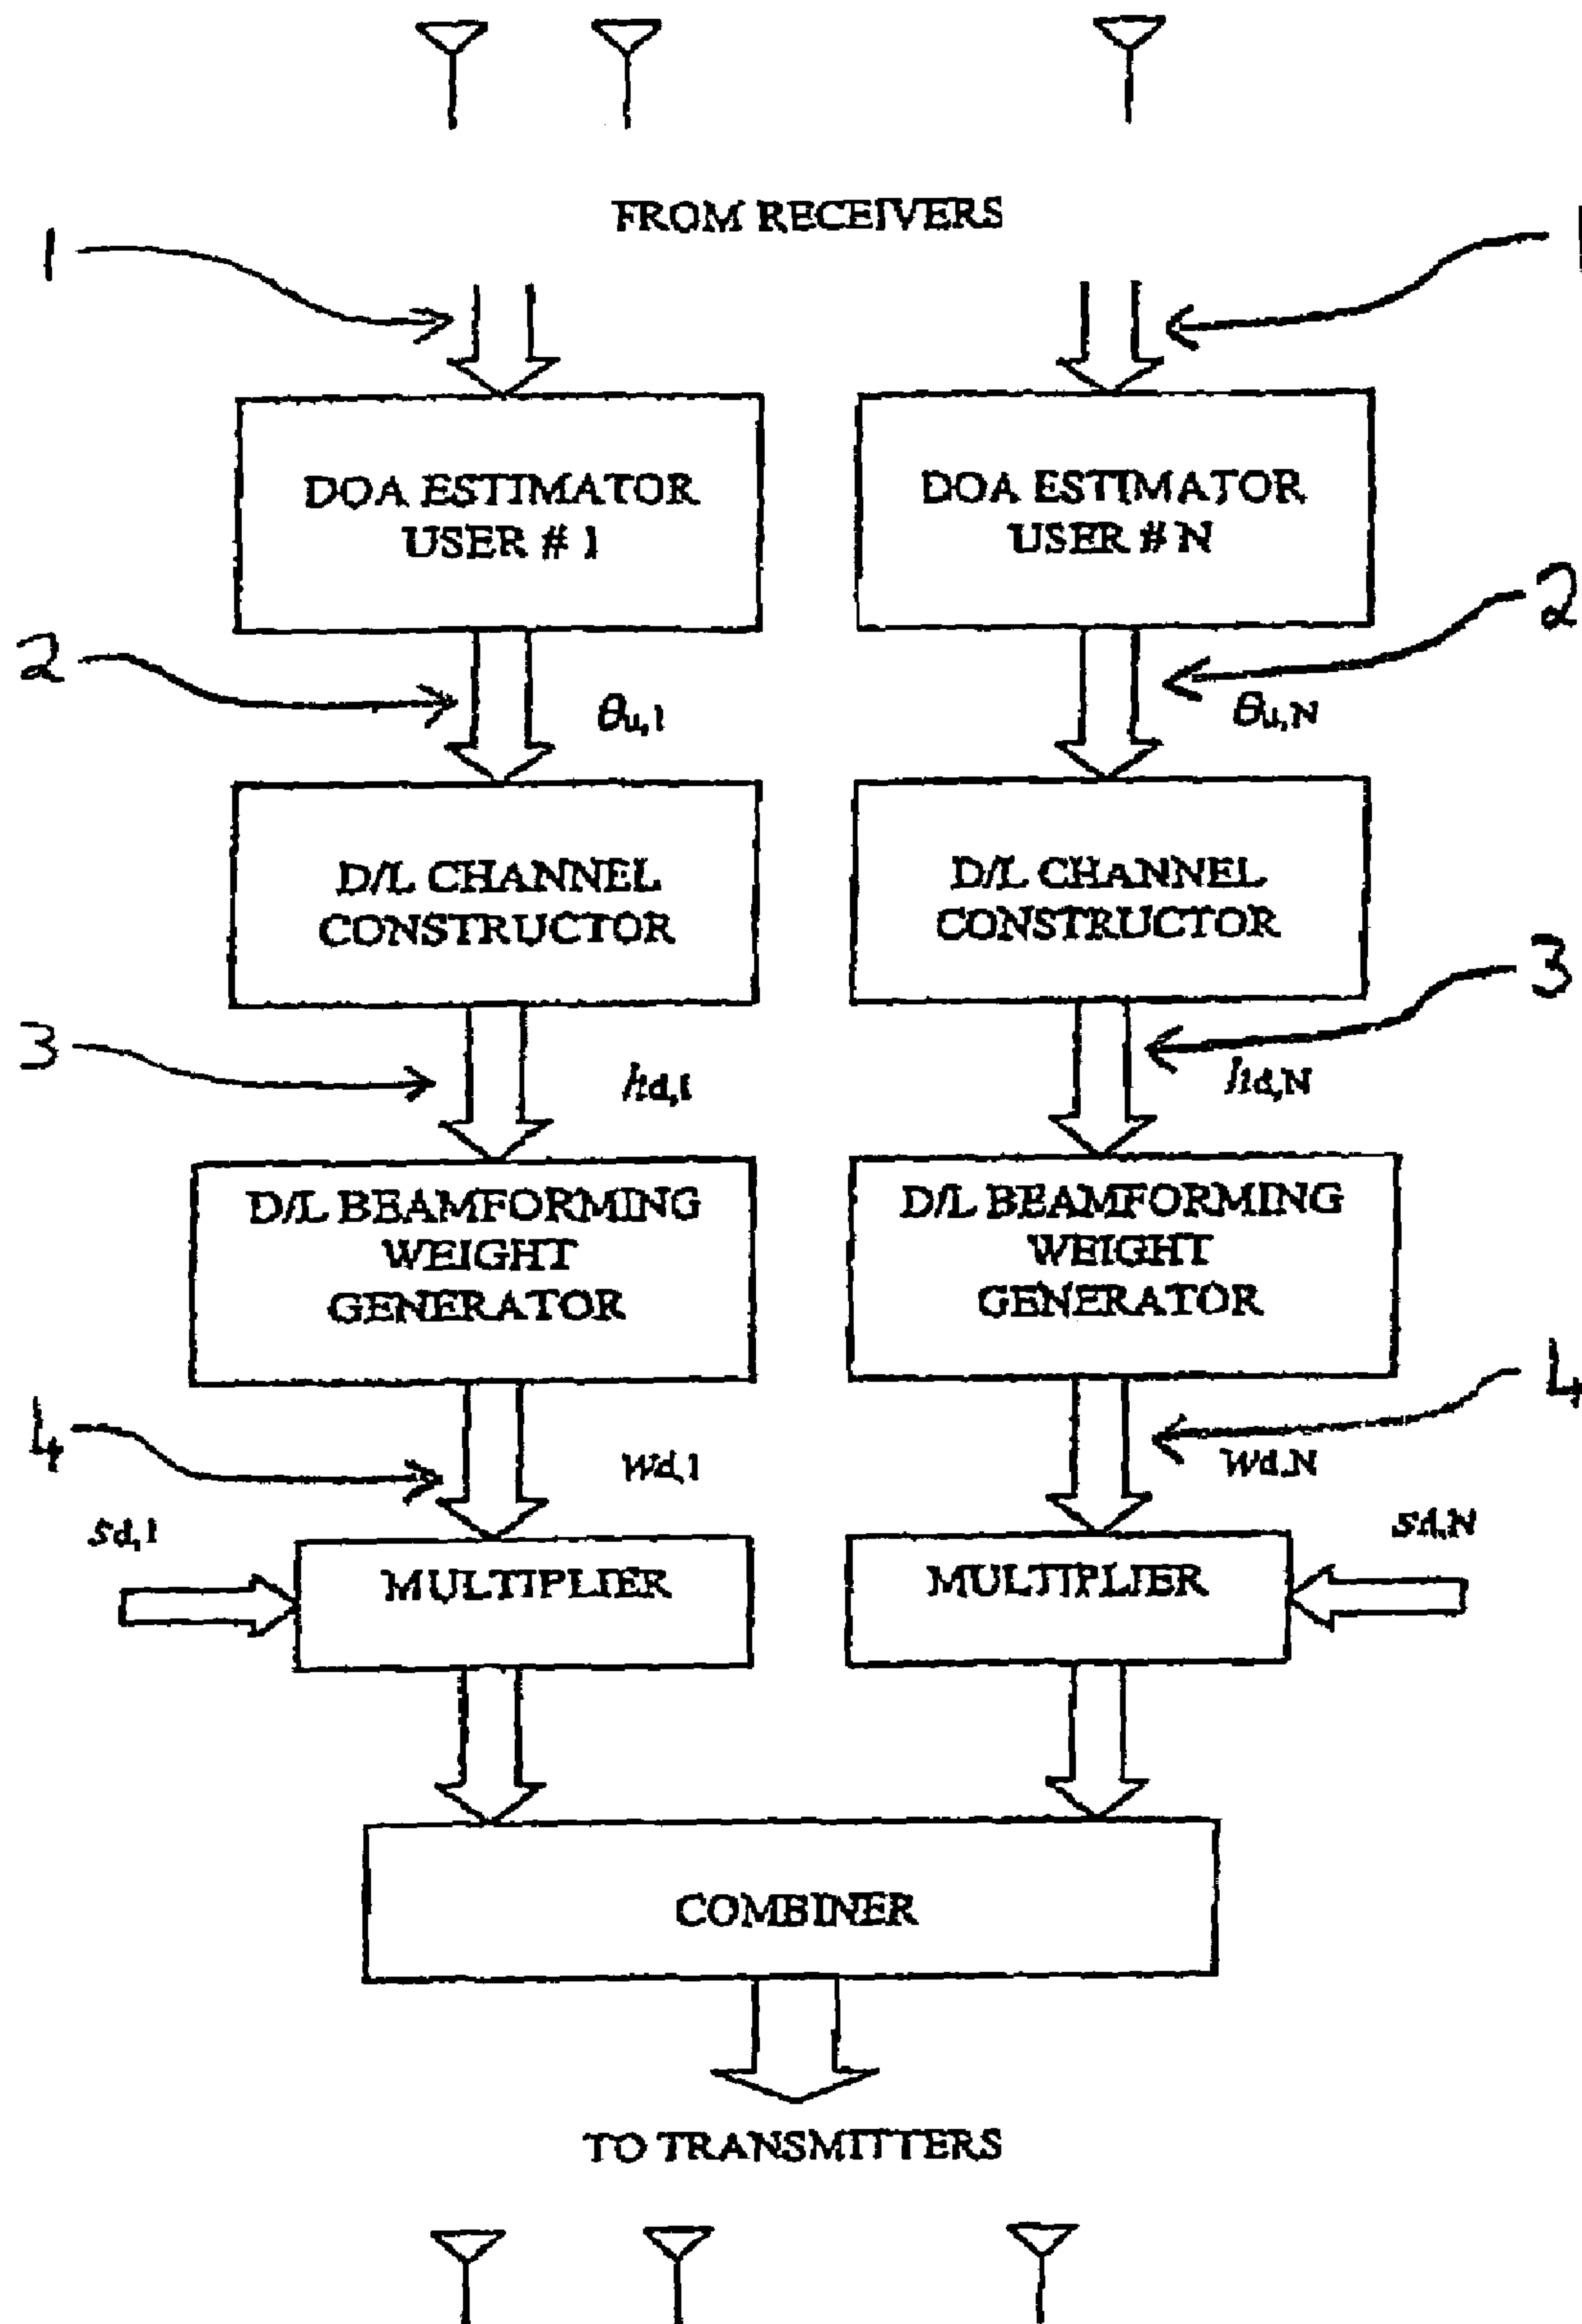 FROM RECEIVERS
1
1
DOA ESTIMATOR
USER # 1
DOA ESTIMATOR
USER # N
2
2
θu,1
θu,N
D/L CHANNEL
CONSTRUCTOR
D/L CHANNEL
CONSTRUCTOR
3
3
hd,1
hd,N
D/L BEAMFORMING
WEIGHT
GENERATOR
D/L BEAMFORMING
WEIGHT
GENERATOR
4
4
wd,1
wd,N
sd,1
sd,N
MULTIPLIER
MULTIPLIER
COMBINER
TO TRANSMITTERS